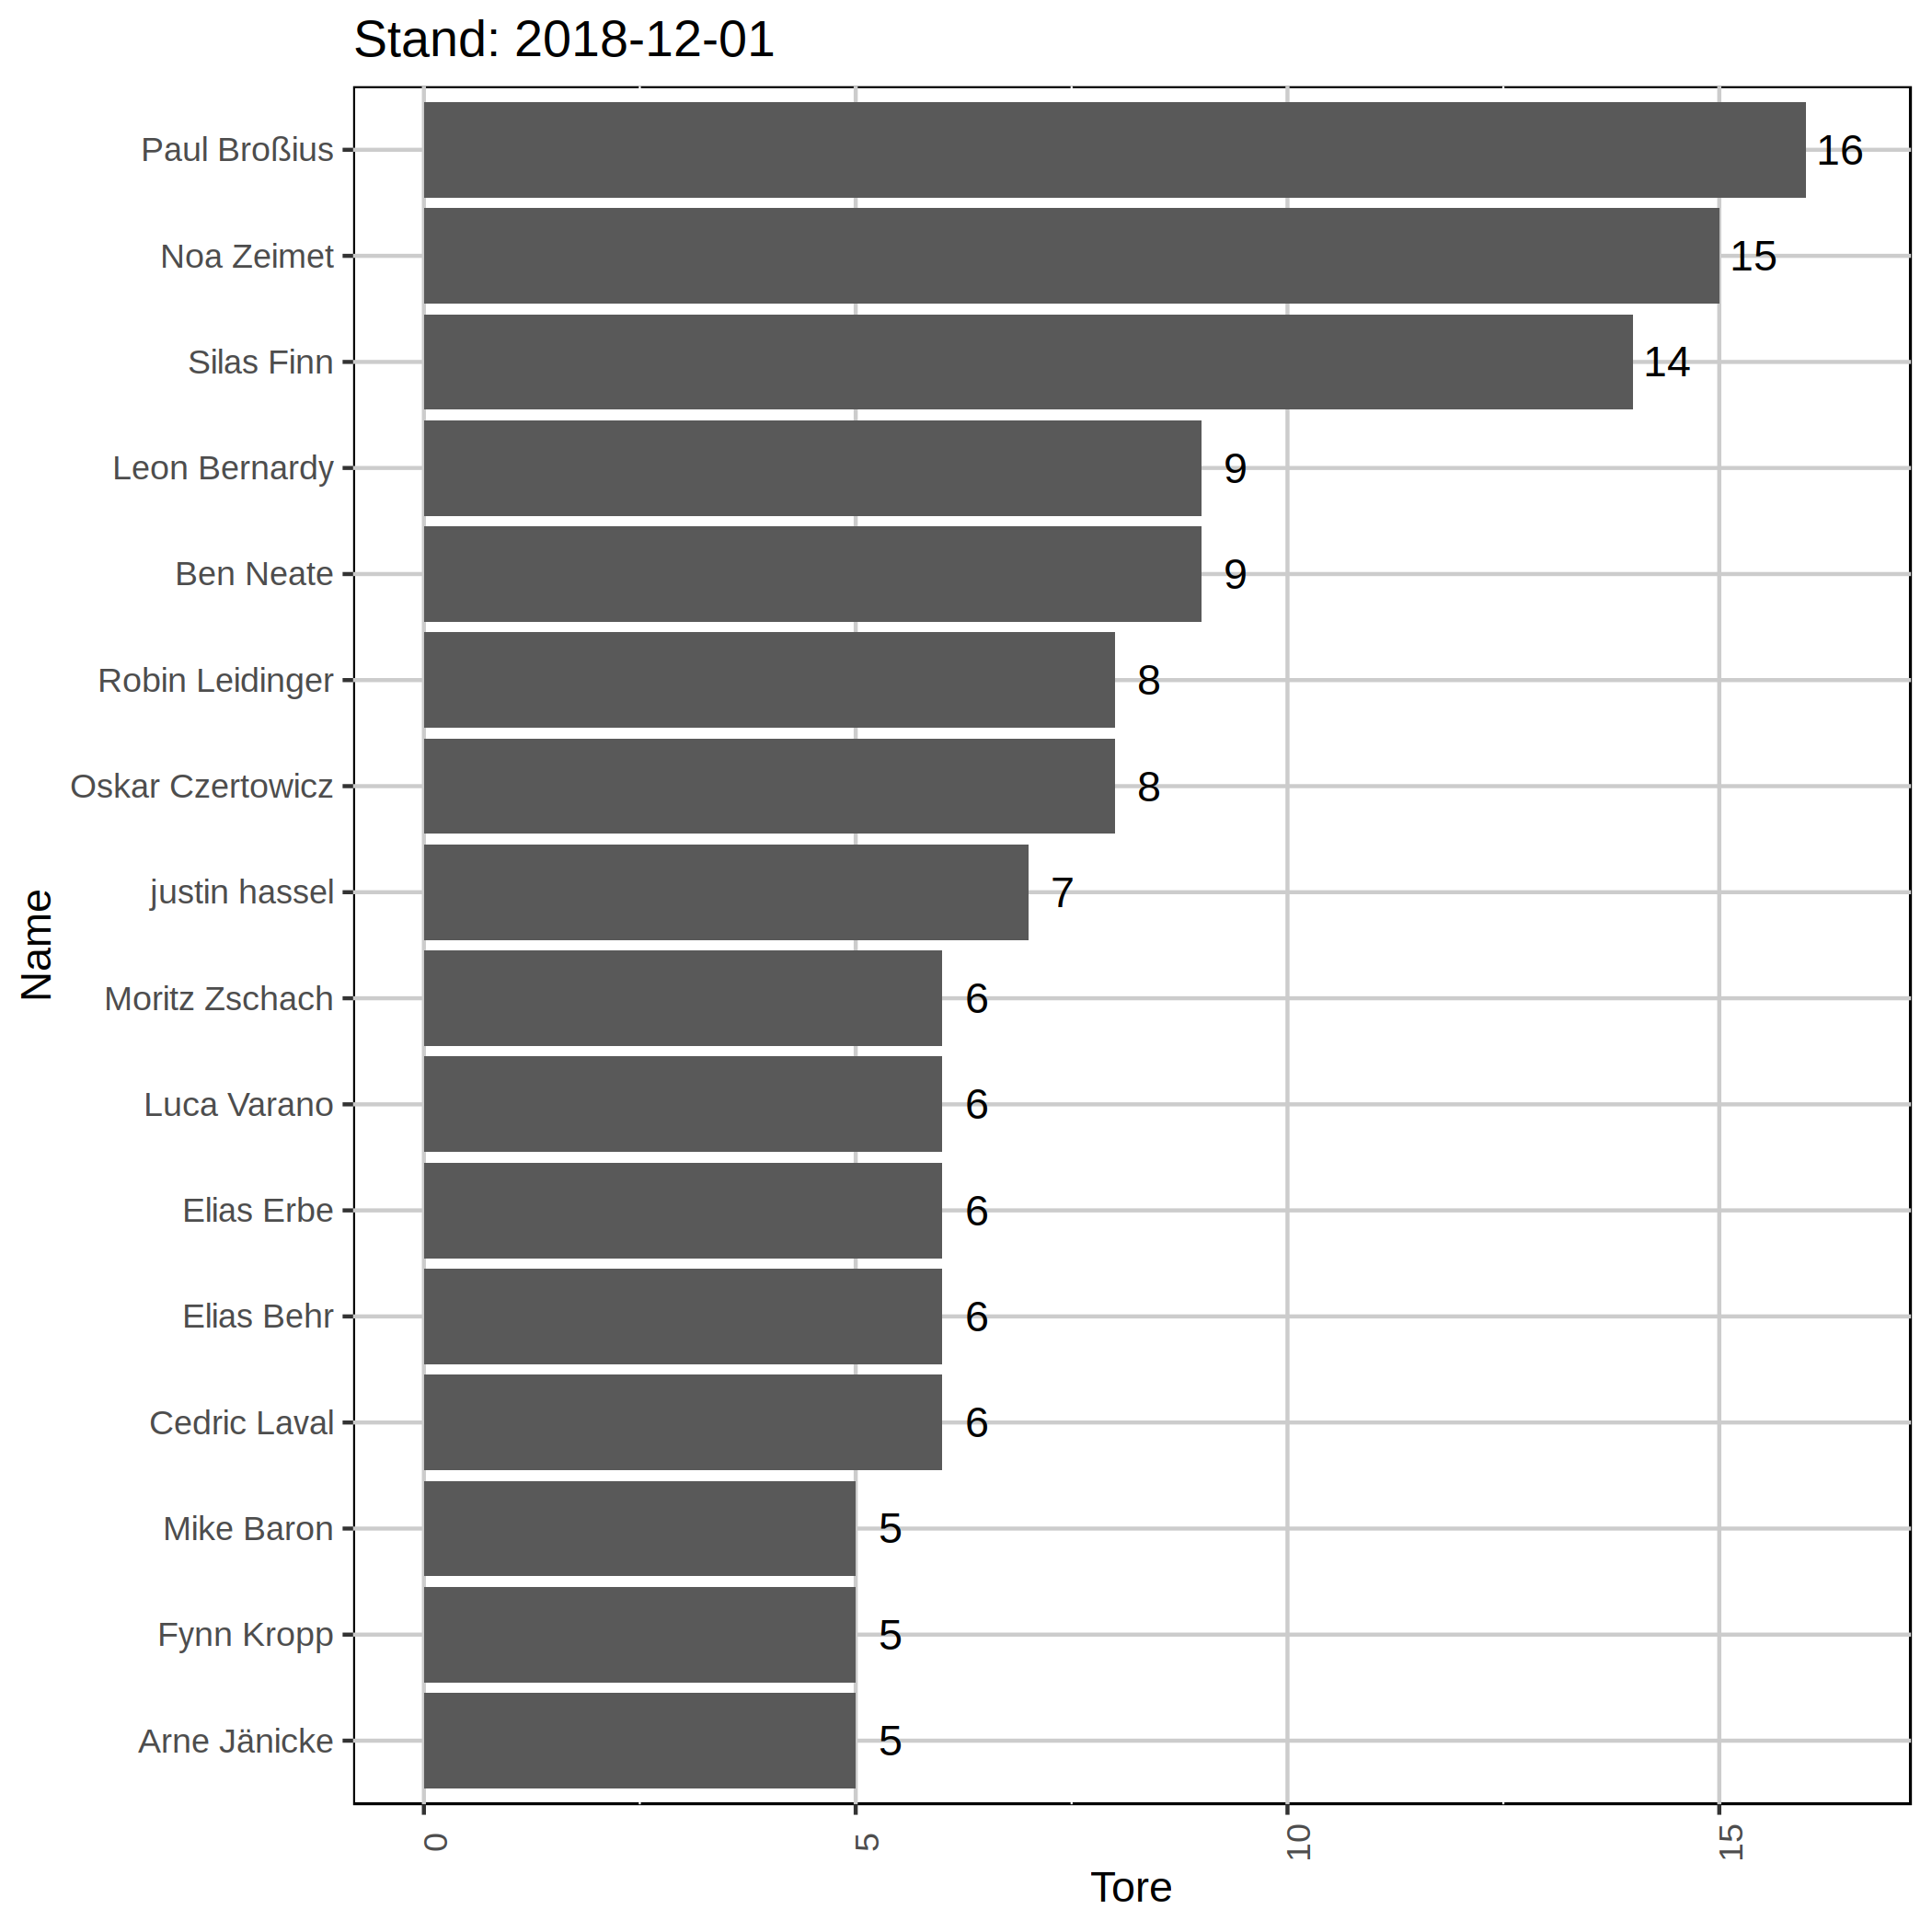 Stand: 2018-12-01
Paul Broßius 16
Noa Zeimet 15
Silas Finn 14
Leon Bernardy 9
Ben Neate 9
Robin Leidinger 8
Oskar Czertowicz 8
justin hassel 7
Moritz Zschach 6
Luca Varano 6
Elias Erbe 6
Elias Behr 6
Cedric Laval 6
Mike Baron 5
Fynn Kropp 5
Arne Jänicke 5
Name
0 5 10 15
Tore